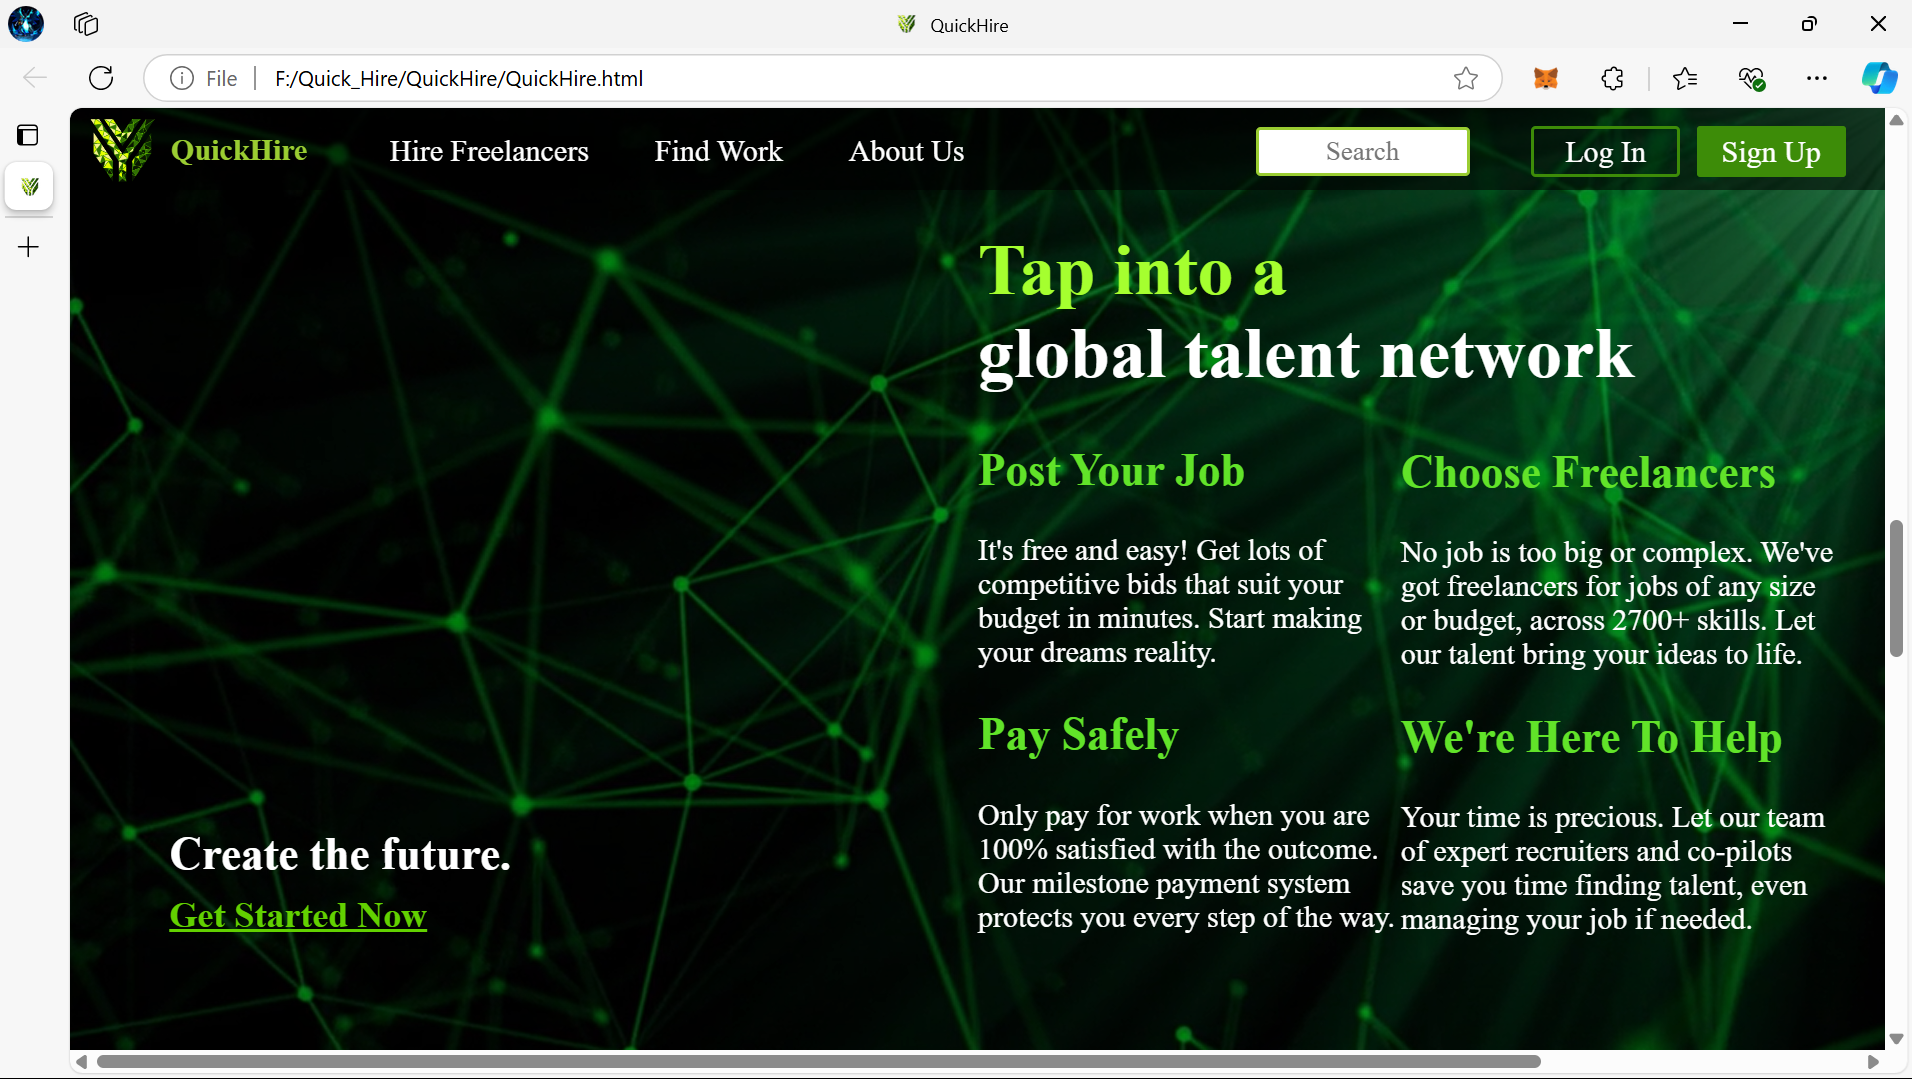 QuickHire
File
F:/Quick_Hire/QuickHire/QuickHire.html
QuickHire
Hire Freelancers
Find Work
About Us
Search
Log In
Sign Up
Tap into a
global talent network
Post Your Job
It's free and easy! Get lots of
competitive bids that suit your
budget in minutes. Start making
your dreams reality.
Choose Freelancers
No job is too big or complex. We've
got freelancers for jobs of any size
or budget, across 2700+ skills. Let
our talent bring your ideas to life.
Pay Safely
Only pay for work when you are
100% satisfied with the outcome.
Our milestone payment system
protects you every step of the way.
We're Here To Help
Your time is precious. Let our team
of expert recruiters and co-pilots
save you time finding talent, even
managing your job if needed.
Create the future.
Get Started Now